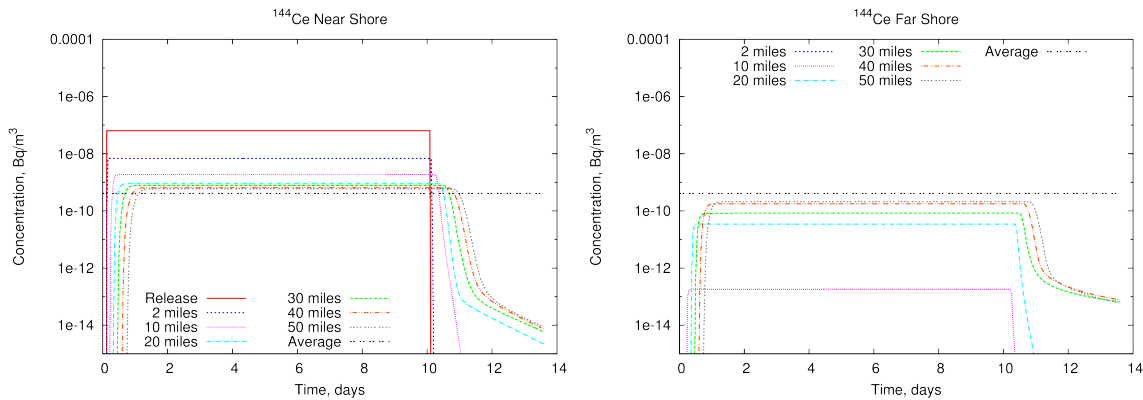 ¹⁴⁴Ce Near Shore
Concentration, Bq/m³
0.0001
1e-06
1e-08
1e-10
1e-12
1e-14
Release
2 miles
10 miles
20 miles
30 miles
40 miles
50 miles
Average
0 2 4 6 8 10 12 14
Time, days
¹⁴⁴Ce Far Shore
Concentration, Bq/m³
0.0001
1e-06
1e-08
1e-10
1e-12
1e-14
2 miles
10 miles
20 miles
30 miles
40 miles
50 miles
Average
0 2 4 6 8 10 12 14
Time, days